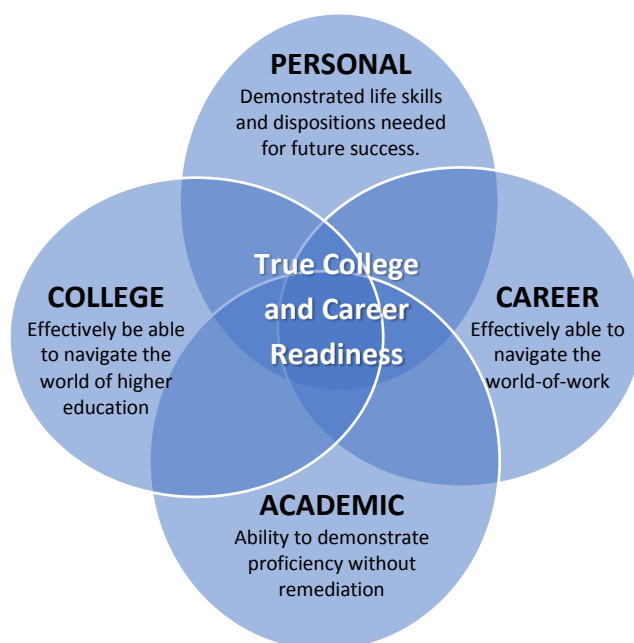 PERSONAL
Demonstrated life skills
and dispositions needed
for future success.
True College
and Career
Readiness
COLLEGE
Effectively be able
to navigate the
world of higher
education
CAREER
Effectively able to
navigate the
world-of-work
ACADEMIC
Ability to demonstrate
proficiency without
remediation